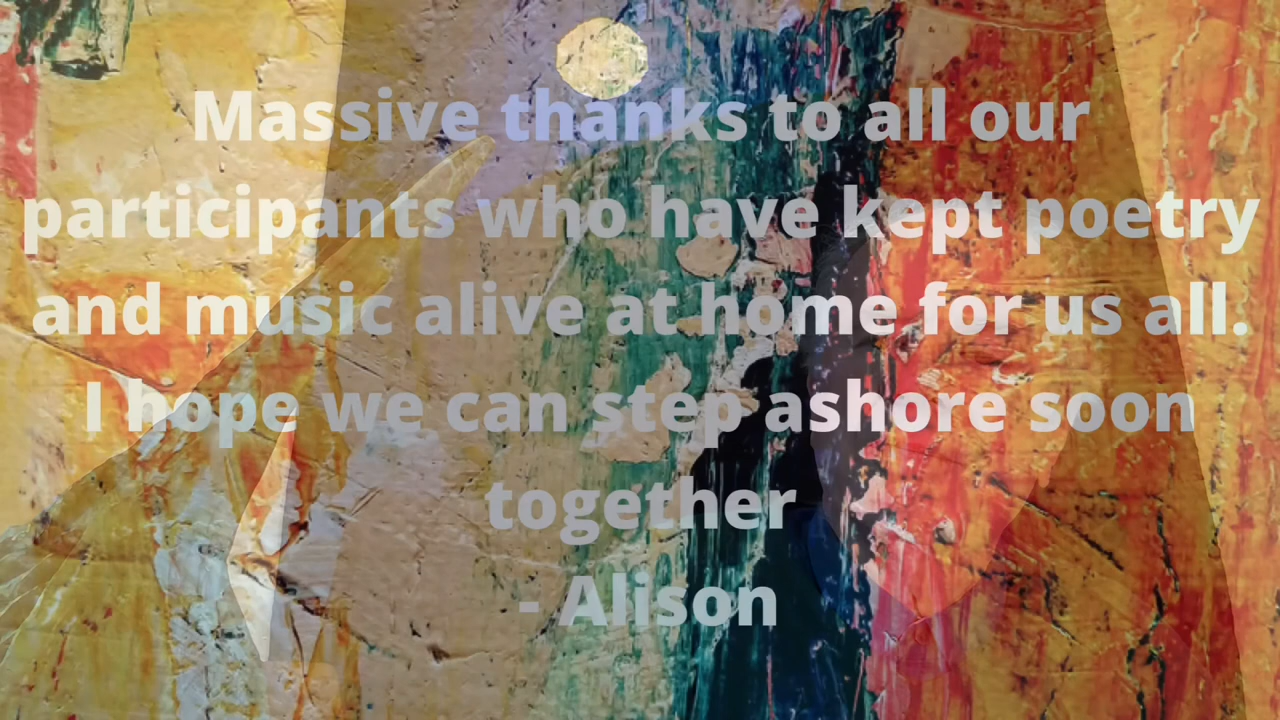 Massive thanks to all our
participants who have kept poetry
and music alive at home for us all.
I hope we can step ashore soon
together
- Alison